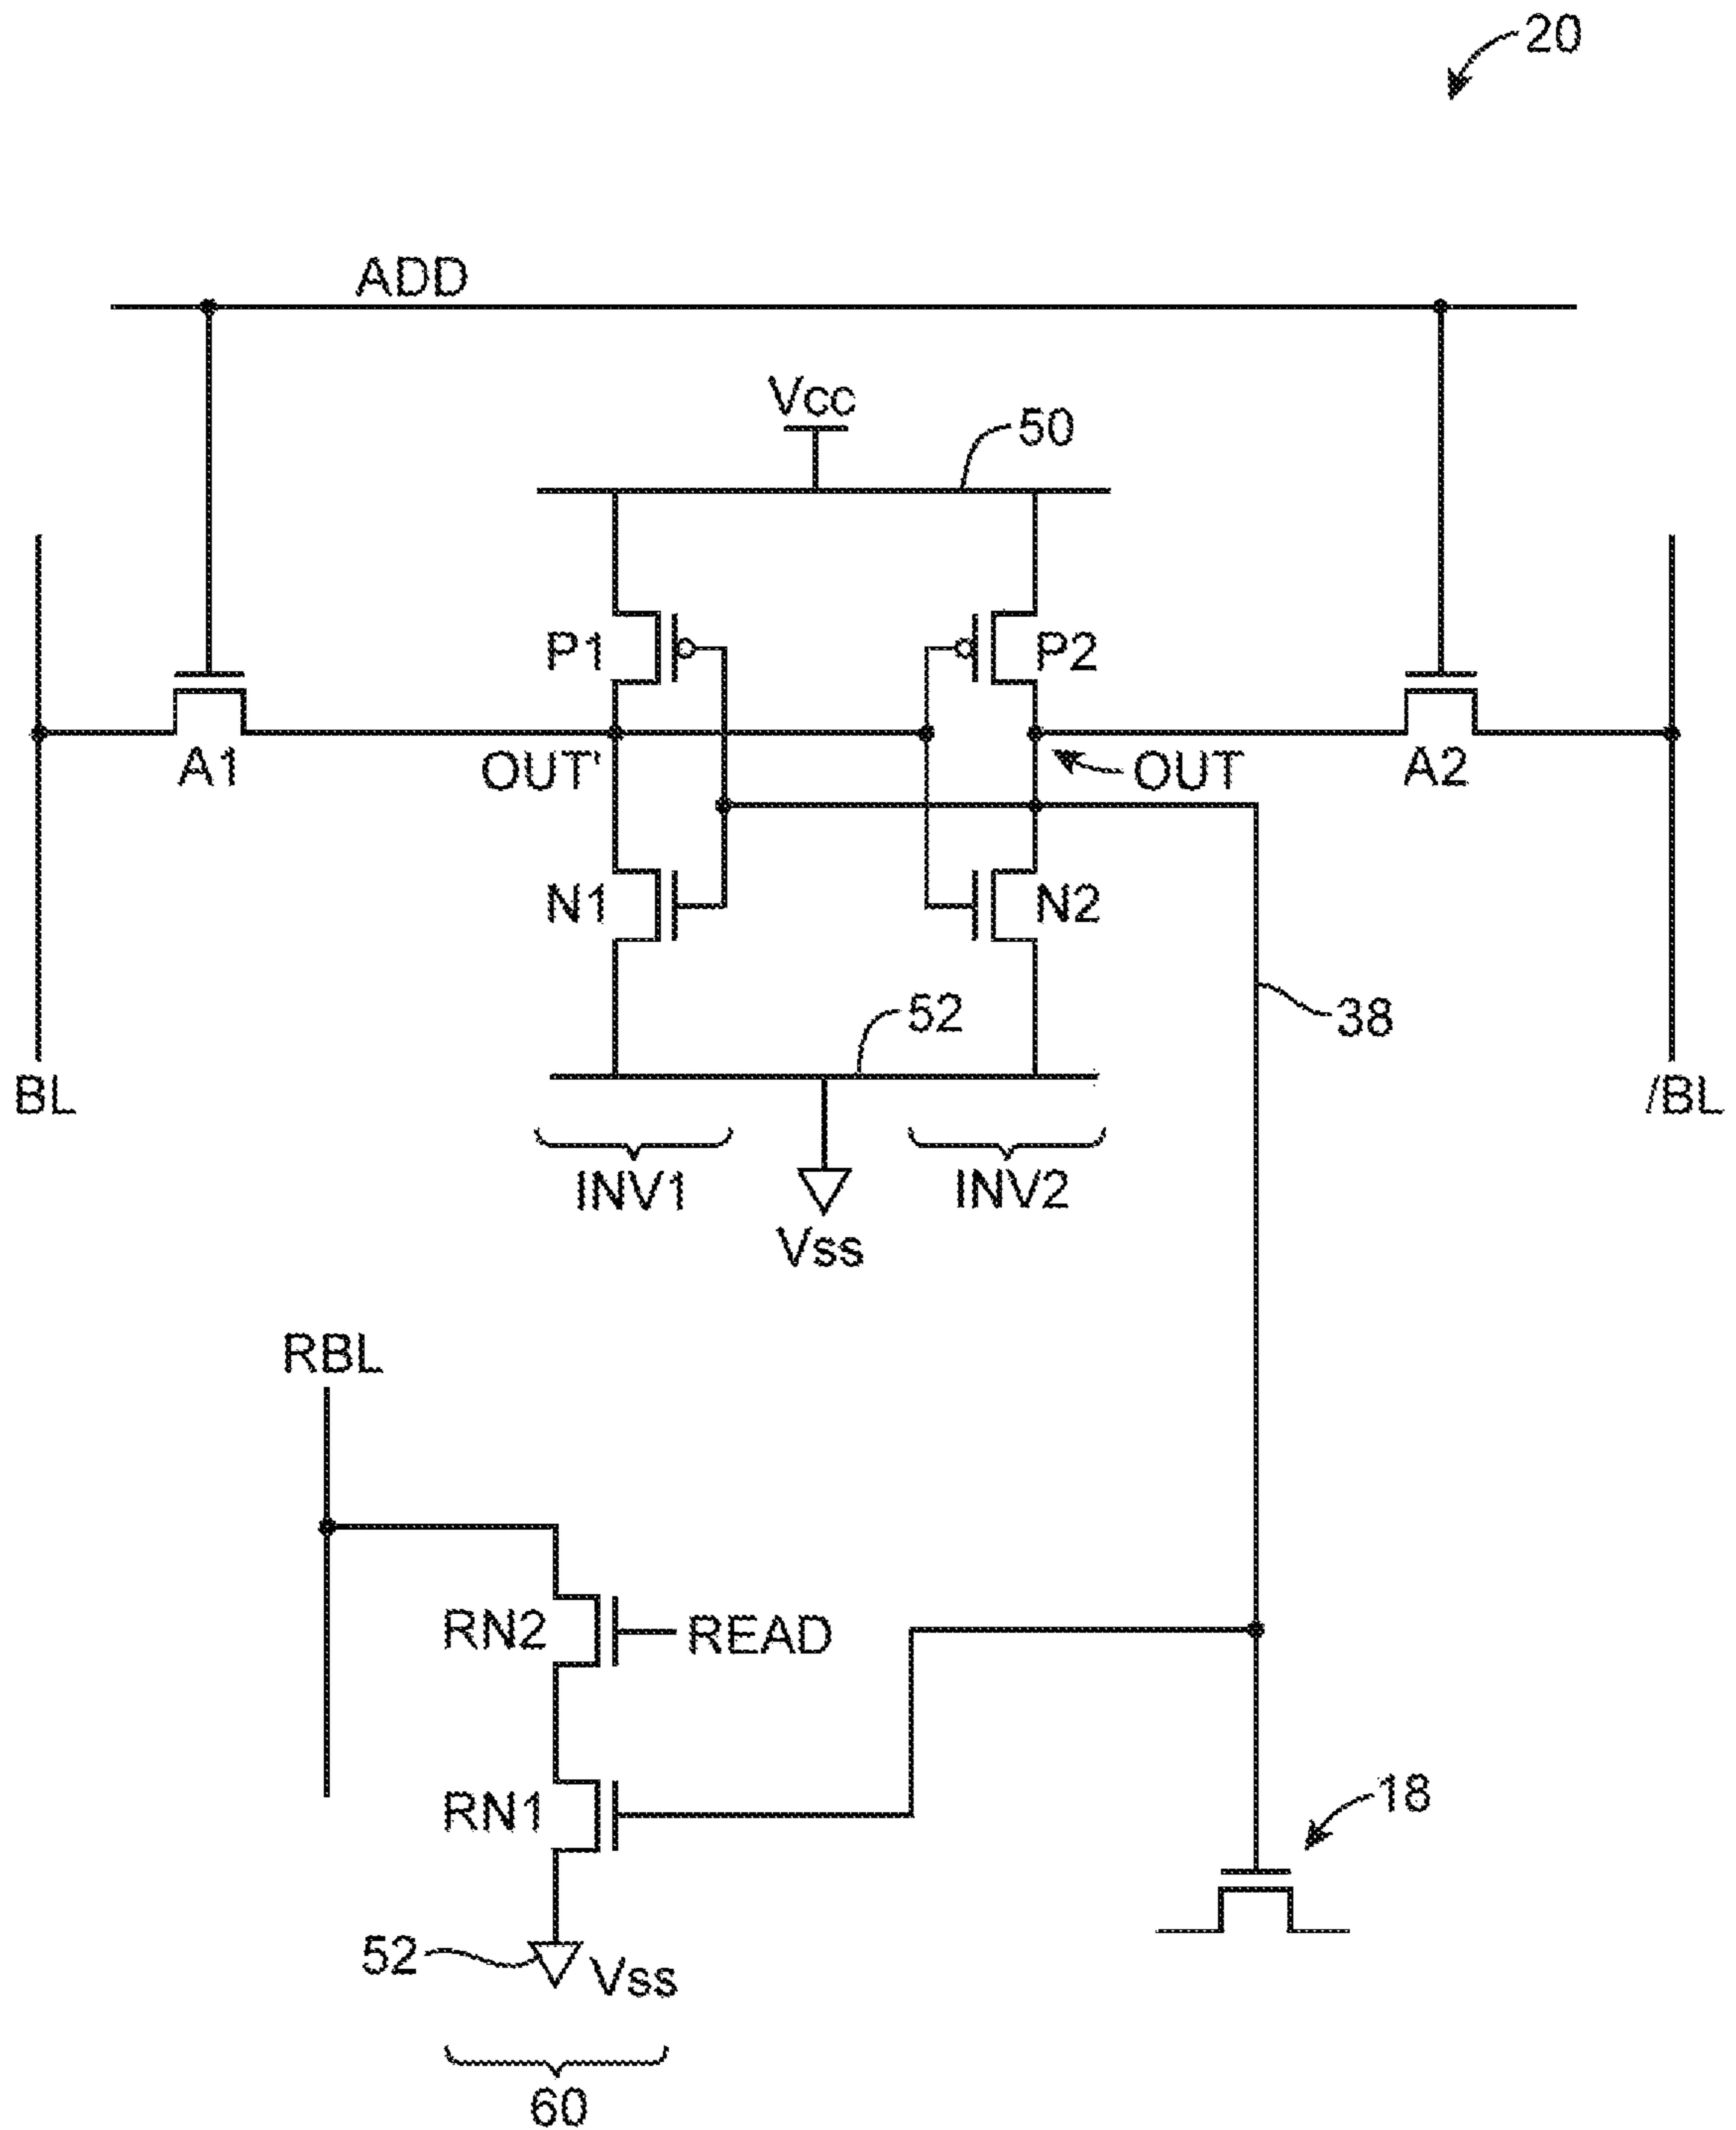 20
ADD
Vcc
50
P1
P2
A1
OUT'
OUT
A2
N1
N2
52
38
BL
/BL
INV1
INV2
Vss
RBL
RN2
READ
RN1
18
52
Vss
60